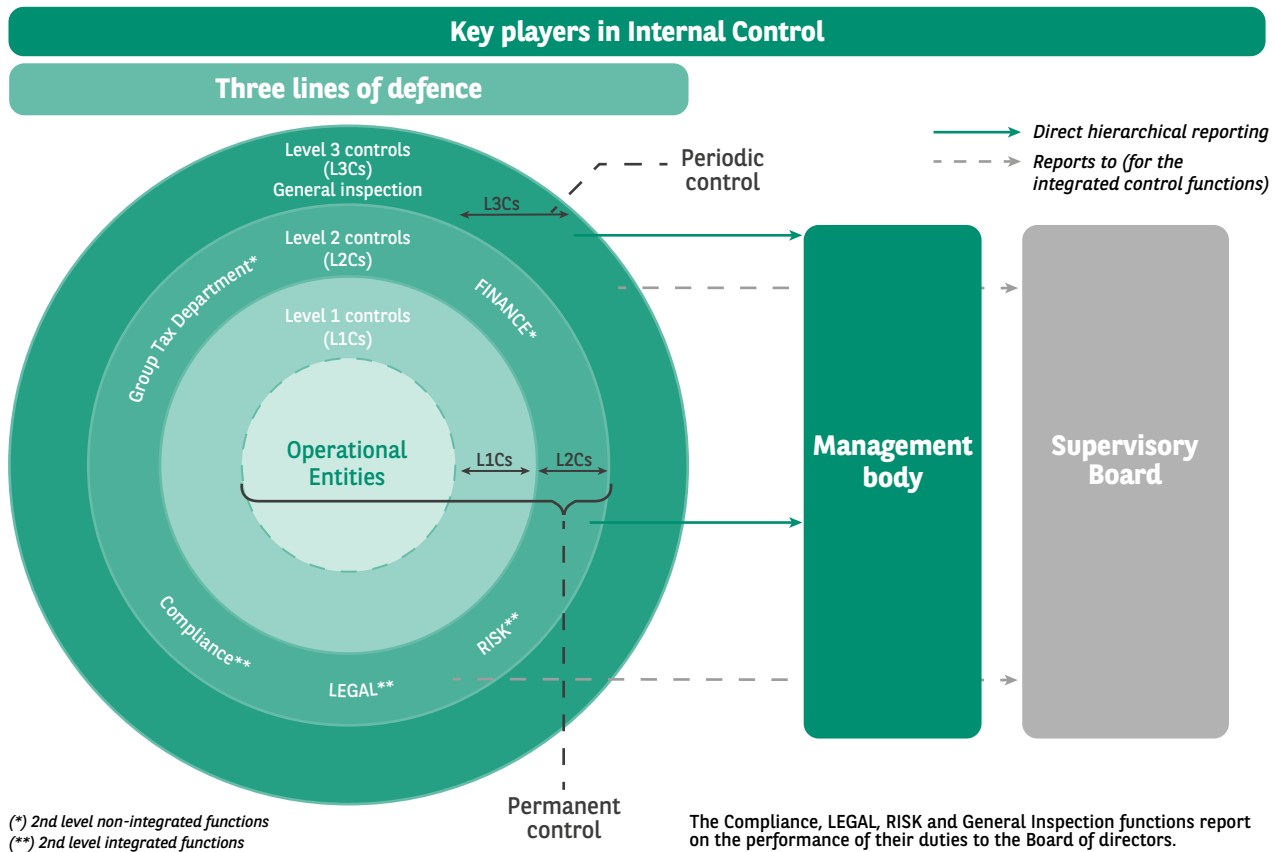 Key players in Internal Control
Three lines of defence
Direct hierarchical reporting
Reports to (for the
integrated control functions)
Level 3 controls
(L3Cs)
General inspection
Periodic
control
L3Cs
Level 2 controls
(L2Cs)
Group Tax Department*
FINANCE*
Level 1 controls
(L1Cs)
Operational
Entities
L1Cs
L2Cs
Management
body
Supervisory
Board
Compliance**
LEGAL**
RISK**
Permanent
control
(*) 2nd level non-integrated functions
(**) 2nd level integrated functions
The Compliance, LEGAL, RISK and General Inspection functions report
on the performance of their duties to the Board of directors.